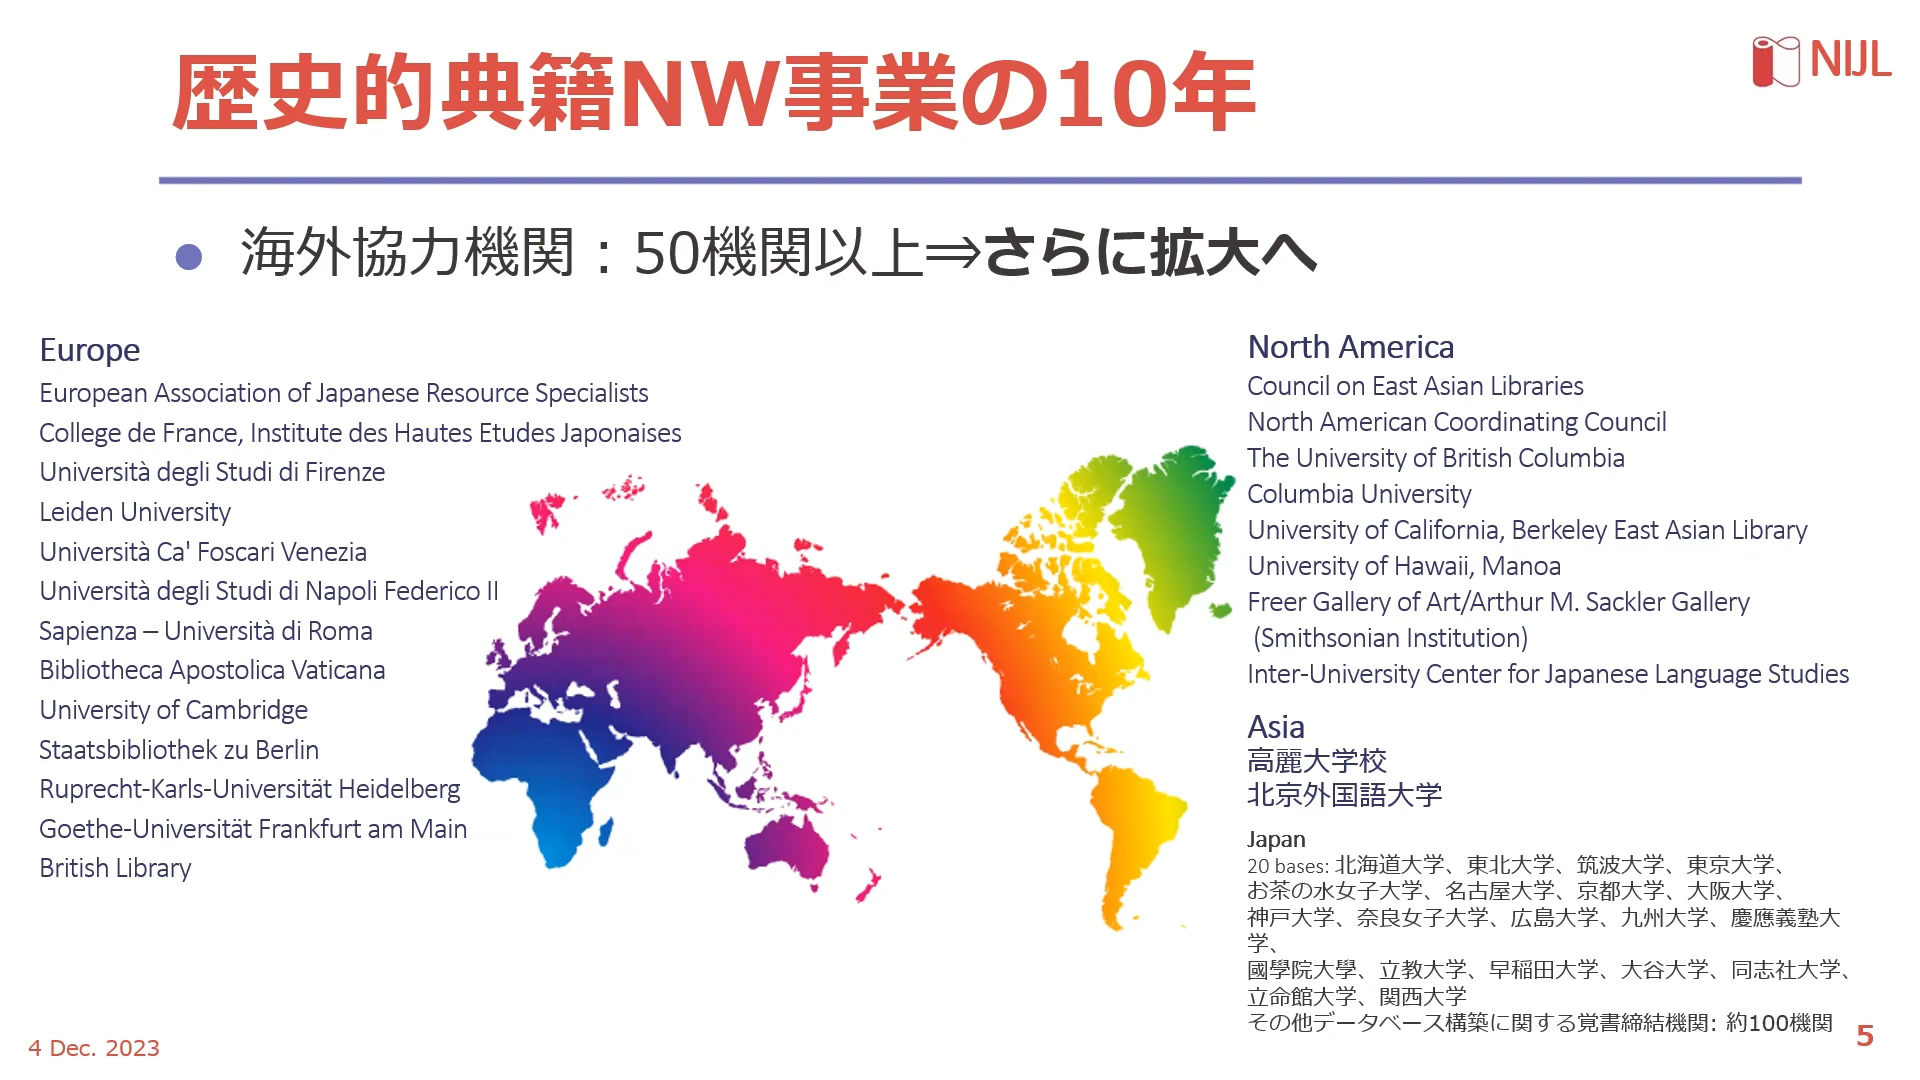 歴史的典籍NW事業の10年
NIJL
● 海外協力機関：50機関以上⇒さらに拡大へ
Europe
European Association of Japanese Resource Specialists
College de France, Institute des Hautes Etudes Japonaises
Università degli Studi di Firenze
Leiden University
Università Ca' Foscari Venezia
Università degli Studi di Napoli Federico II
Sapienza – Università di Roma
Bibliotheca Apostolica Vaticana
University of Cambridge
Staatsbibliothek zu Berlin
Ruprecht-Karls-Universität Heidelberg
Goethe-Universität Frankfurt am Main
British Library
North America
Council on East Asian Libraries
North American Coordinating Council
The University of British Columbia
Columbia University
University of California, Berkeley East Asian Library
University of Hawaii, Manoa
Freer Gallery of Art/Arthur M. Sackler Gallery
(Smithsonian Institution)
Inter-University Center for Japanese Language Studies
Asia
高麗大学校
北京外国語大学
Japan
20 bases: 北海道大学、東北大学、筑波大学、東京大学、
お茶の水女子大学、名古屋大学、京都大学、大阪大学、
神戸大学、奈良女子大学、広島大学、九州大学、慶應義塾大
学、
國學院大學、立教大学、早稲田大学、大谷大学、同志社大学、
立命館大学、関西大学
その他データベース構築に関する覚書締結機関: 約100機関
4 Dec. 2023
5